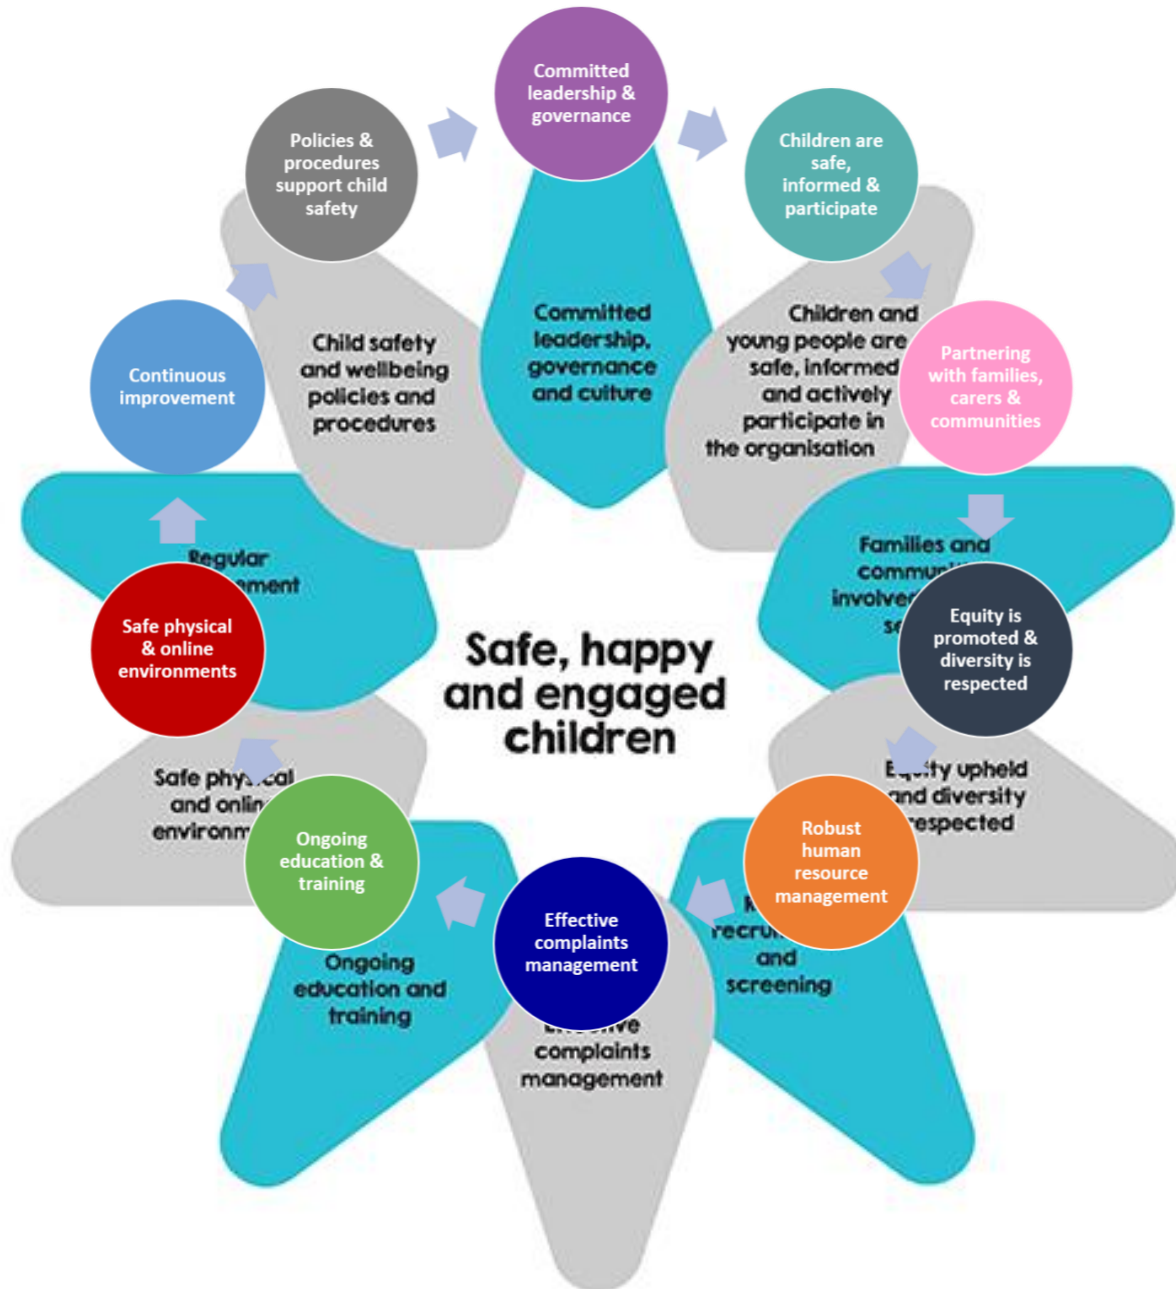 Committed
leadership &
governance
Children are
safe,
informed &
participate
Partnering
with families,
carers &
communities
Equity is
promoted &
diversity is
respected
Robust
human
resource
management
Effective
complaints
management
Ongoing
education &
training
Safe physical
& online
environments
Continuous
improvement
Policies &
procedures
support child
safety
Committed
leadership,
governance
and culture
Children and
young people are
safe, informed
and actively
participate in
the organisation
Families and
Equity upheld
and diversity
respected
and
screening
complaints
management
Ongoing
education and
training
Safe physical
and
Regular
Child safety
and wellbeing
policies and
procedures
Safe, happy
and engaged
children